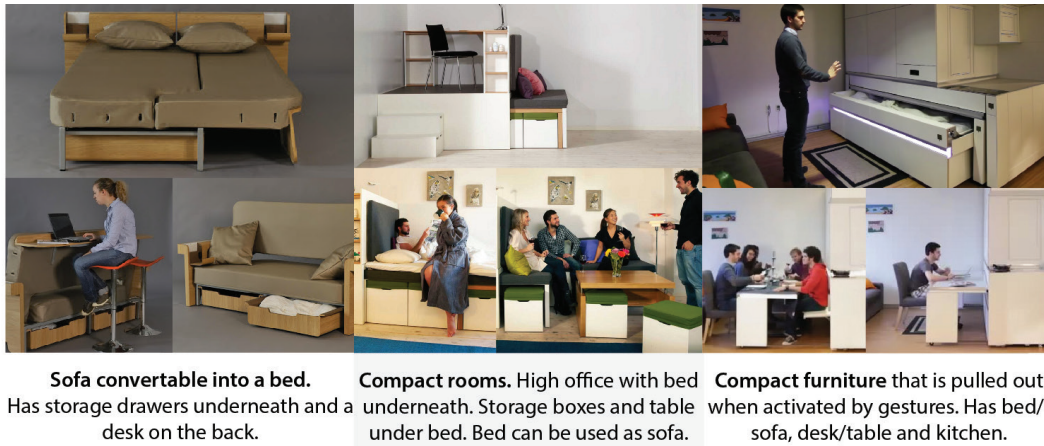 Sofa convertable into a bed.
Has storage drawers underneath and a
desk on the back.
Compact rooms. High office with bed
underneath. Storage boxes and table
under bed. Bed can be used as sofa.
Compact furniture that is pulled out
when activated by gestures. Has bed/
sofa, desk/table and kitchen.